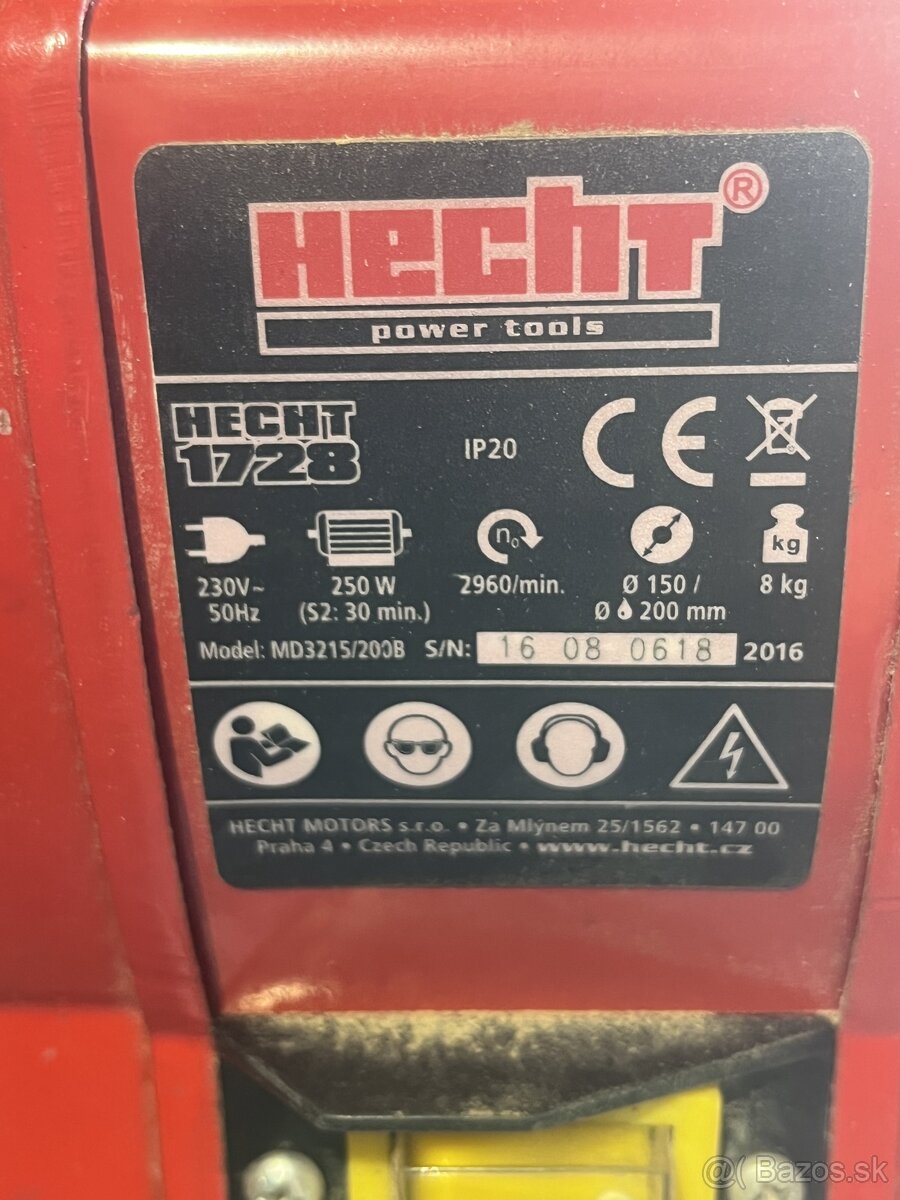 HECHT®
power tools
HECHT
1728
IP20
CE
n₀
kg
230V~
50Hz
250 W
(S2: 30 min.)
2960/min.
Ø 150 /
Ø 200 mm
8 kg
Model: MD3215/200B S/N: 16 08 0618 2016
HECHT MOTORS s.r.o. • Za Mlýnem 25/1562 • 147 00
Praha 4 • Czech Republic • www.hecht.cz
@( Bazos.sk